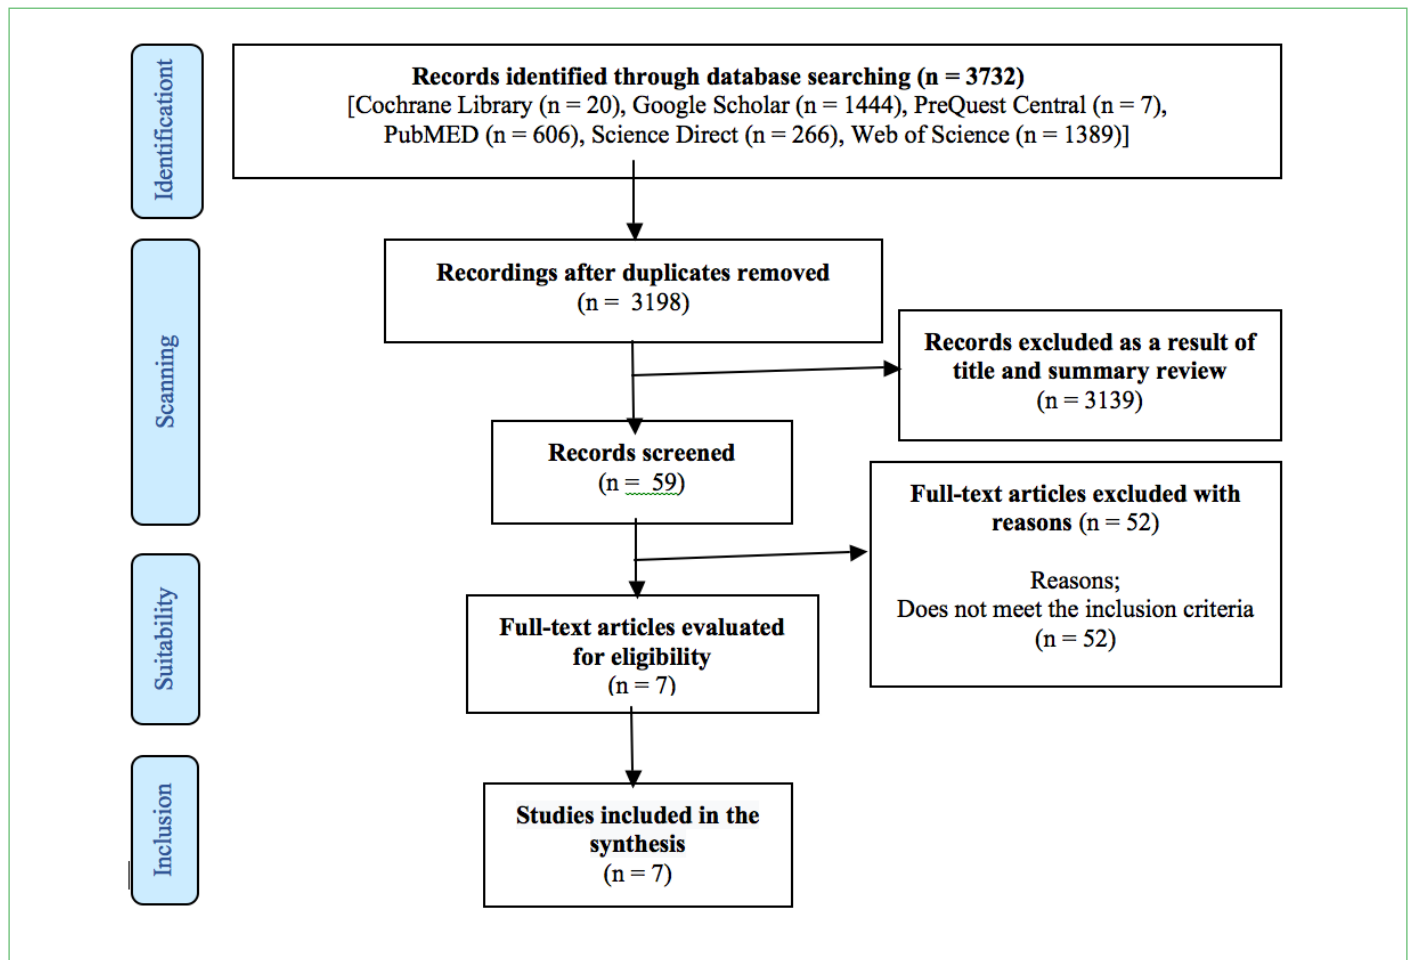 Identificationt
Records identified through database searching (n = 3732)
[Cochrane Library (n = 20), Google Scholar (n = 1444), PreQuest Central (n = 7),
PubMED (n = 606), Science Direct (n = 266), Web of Science (n = 1389)]
Scanning
Recordings after duplicates removed
(n = 3198)
Records excluded as a result of
title and summary review
(n = 3139)
Records screened
(n = 59)
Full-text articles excluded with
reasons (n = 52)
Reasons;
Does not meet the inclusion criteria
(n = 52)
Suitability
Full-text articles evaluated
for eligibility
(n = 7)
Inclusion
Studies included in the
synthesis
(n = 7)